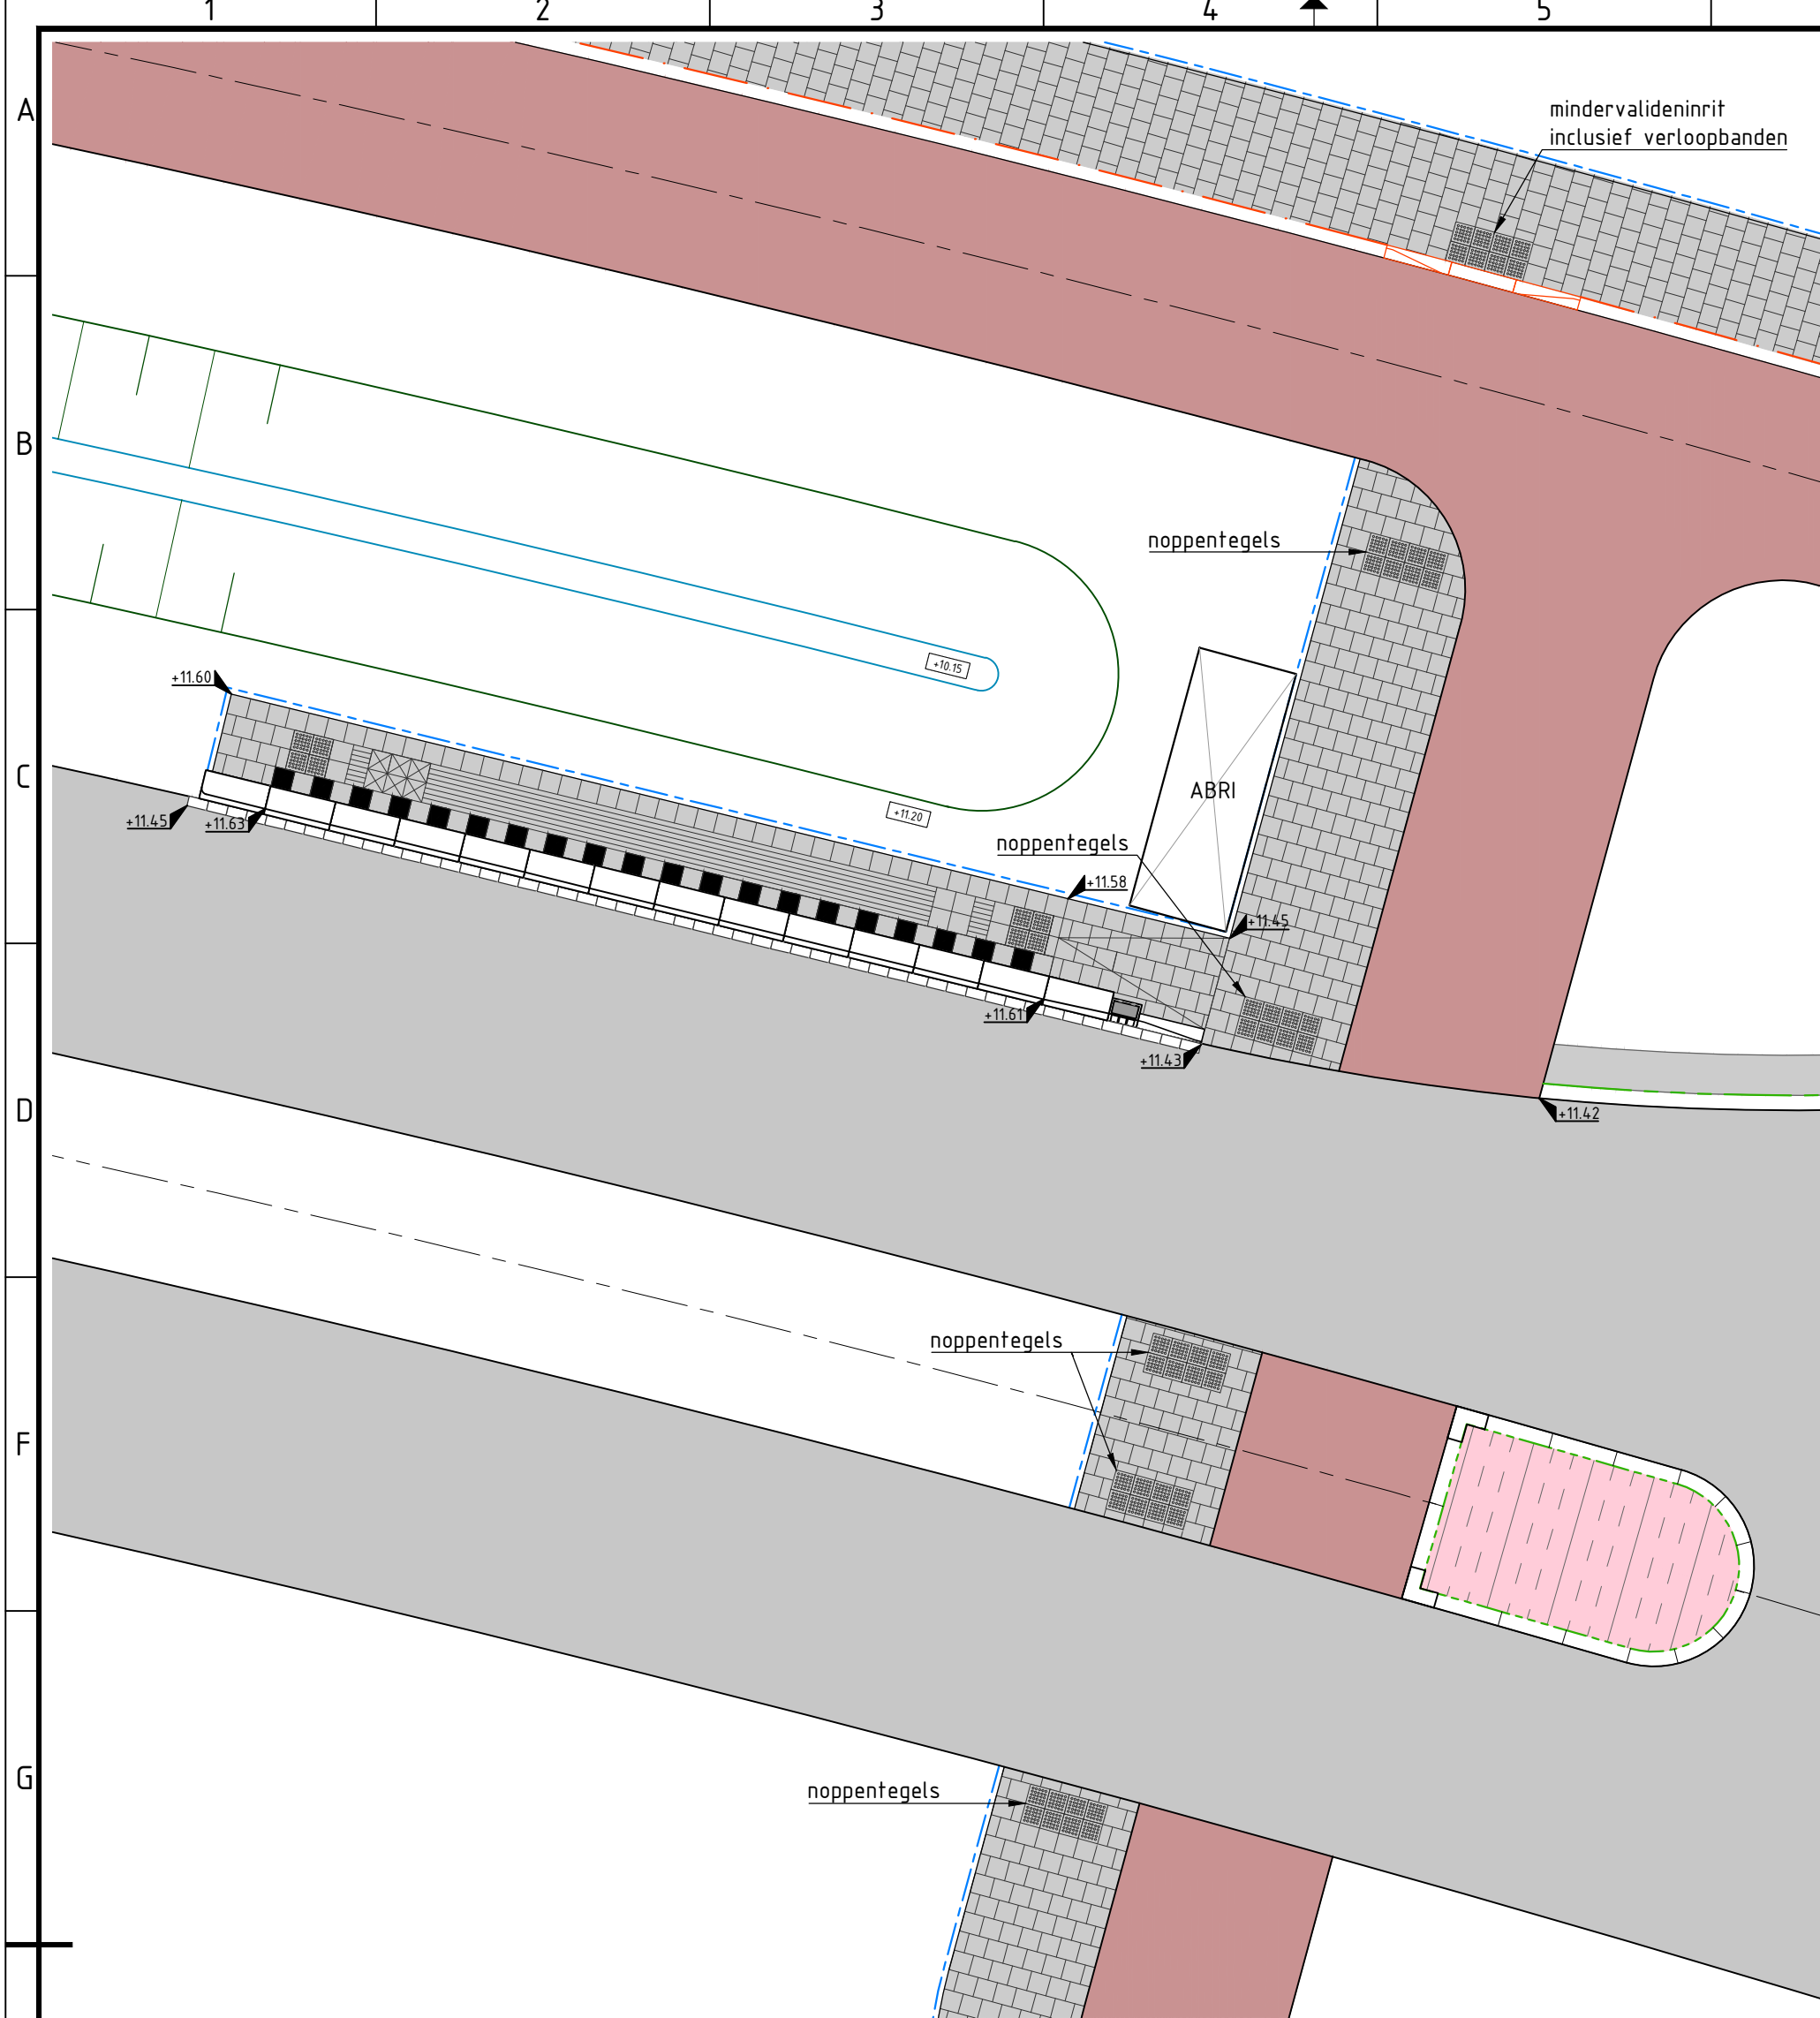 1 2 3 4 5
A
mindervalideninrit
inclusief verloopbanden
B
noppentegels
+10.15
+11.60
C
ABRI
+11.45
+11.63
+11.20
noppentegels
+11.58
+11.45
+11.61
+11.43
D
+11.42
noppentegels
F
G
noppentegels